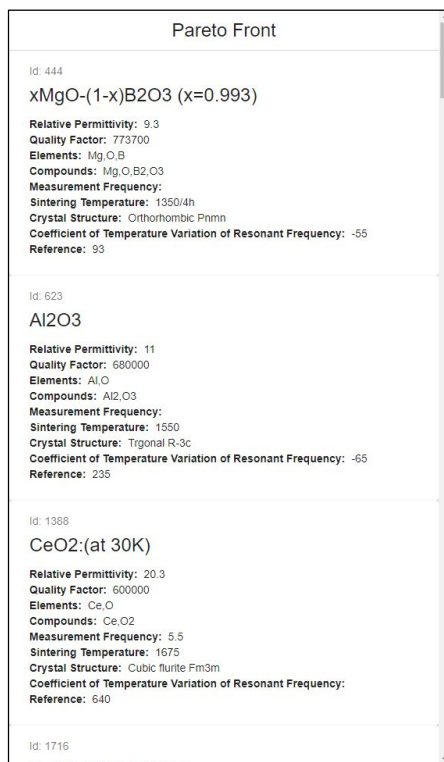 Pareto Front
Id: 444
xMgO-(1-x)B2O3 (x=0.993)
Relative Permittivity: 9.3
Quality Factor: 773700
Elements: Mg,O,B
Compounds: Mg,O,B2,O3
Measurement Frequency:
Sintering Temperature: 1350/4h
Crystal Structure: Orthorhombic Pnmn
Coefficient of Temperature Variation of Resonant Frequency: -55
Reference: 93
Id: 623
Al2O3
Relative Permittivity: 11
Quality Factor: 680000
Elements: Al,O
Compounds: Al2,O3
Measurement Frequency:
Sintering Temperature: 1550
Crystal Structure: Trgonal R-3c
Coefficient of Temperature Variation of Resonant Frequency: -65
Reference: 235
Id: 1388
CeO2:(at 30K)
Relative Permittivity: 20.3
Quality Factor: 600000
Elements: Ce,O
Compounds: Ce,O2
Measurement Frequency: 5.5
Sintering Temperature: 1675
Crystal Structure: Cubic flurite Fm3m
Coefficient of Temperature Variation of Resonant Frequency:
Reference: 640
Id: 1716